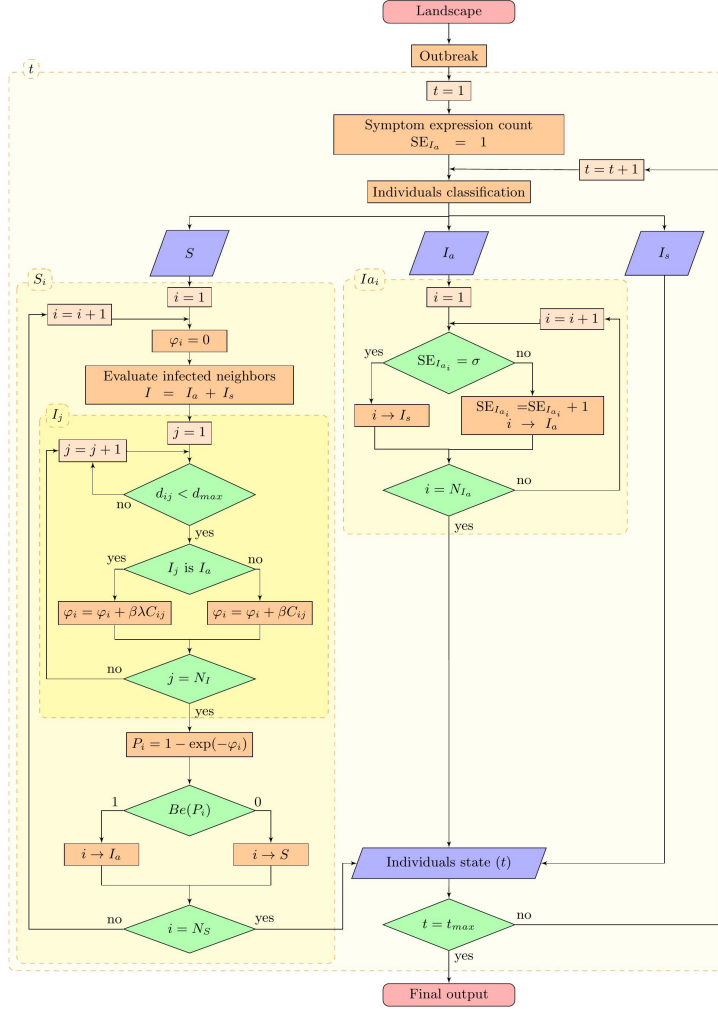 Landscape
Outbreak
t
t = 1
Symptom expression count
SE_{I_a} = 1
t = t + 1
Individuals classification
S
I_a
I_s
S_i
Ia_i
i = 1
i = 1
i = i + 1
i = i + 1
φ_i = 0
SE_{I_{a_i}} = σ
yes
no
Evaluate infected neighbors
I = I_a + I_s
i → I_s
SE_{I_{a_i}} =SE_{I_{a_i}} + 1
i → I_a
I_j
j = 1
j = j + 1
d_{ij} < d_{max}
no
yes
i = N_{I_a}
no
yes
I_j is I_a
yes
no
φ_i = φ_i + βλC_{ij}
φ_i = φ_i + βC_{ij}
j = N_I
no
yes
P_i = 1 − exp(−φ_i)
Be(P_i)
1
0
i → I_a
i → S
Individuals state (t)
i = N_S
no
yes
t = t_{max}
no
yes
Final output